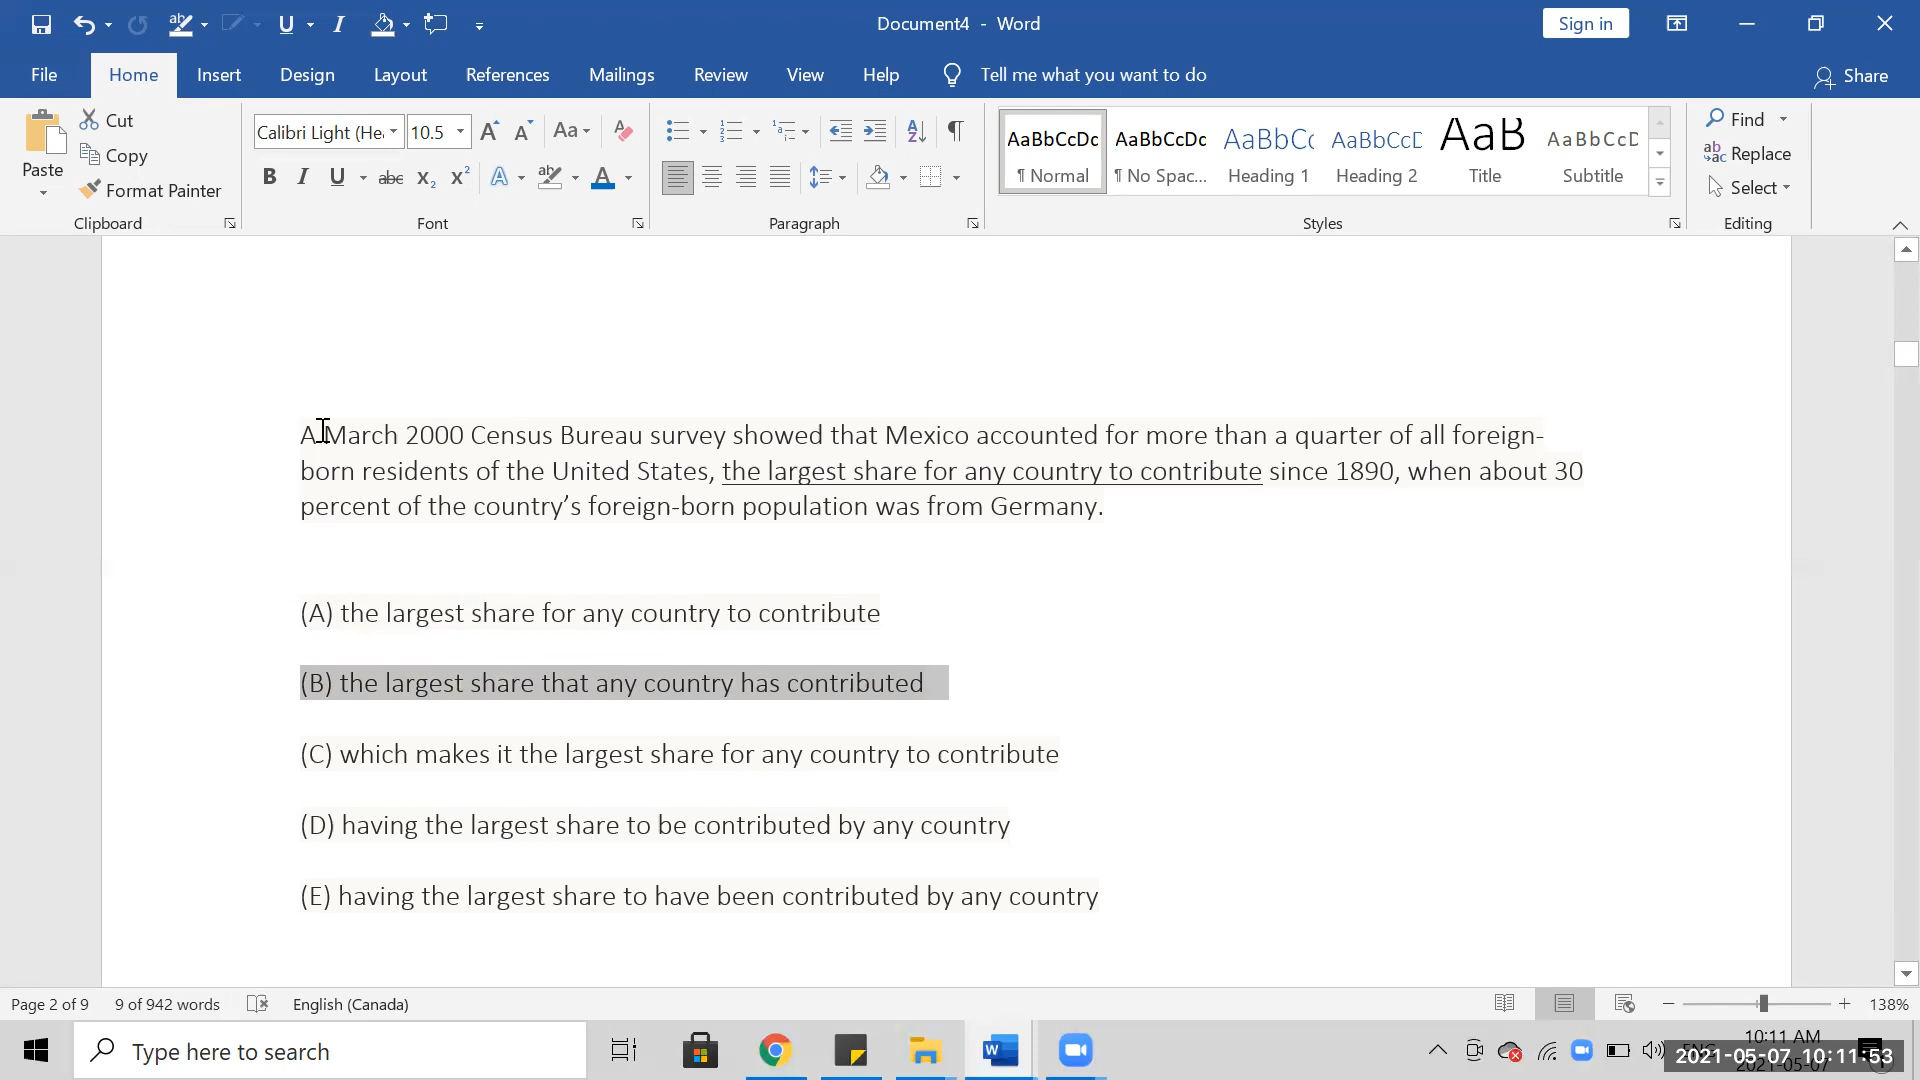 Document4 - Word
Sign in
File Home Insert Design Layout References Mailings Review View Help Tell me what you want to do Share
Paste
Cut
Copy
Format Painter
Calibri Light (He 10.5
AaBbCcDc AaBbCcDc AaBbCc AaBbCcD AaB AaBbCcD
¶ Normal ¶ No Spac... Heading 1 Heading 2 Title Subtitle
Find
Replace
Select
Clipboard Font Paragraph Styles Editing
A March 2000 Census Bureau survey showed that Mexico accounted for more than a quarter of all foreign-
born residents of the United States, the largest share for any country to contribute since 1890, when about 30
percent of the country’s foreign-born population was from Germany.
(A) the largest share for any country to contribute
(B) the largest share that any country has contributed
(C) which makes it the largest share for any country to contribute
(D) having the largest share to be contributed by any country
(E) having the largest share to have been contributed by any country
Page 2 of 9 9 of 942 words English (Canada) 138%
Type here to search
10:11 AM
2021-05-07 10:11:53